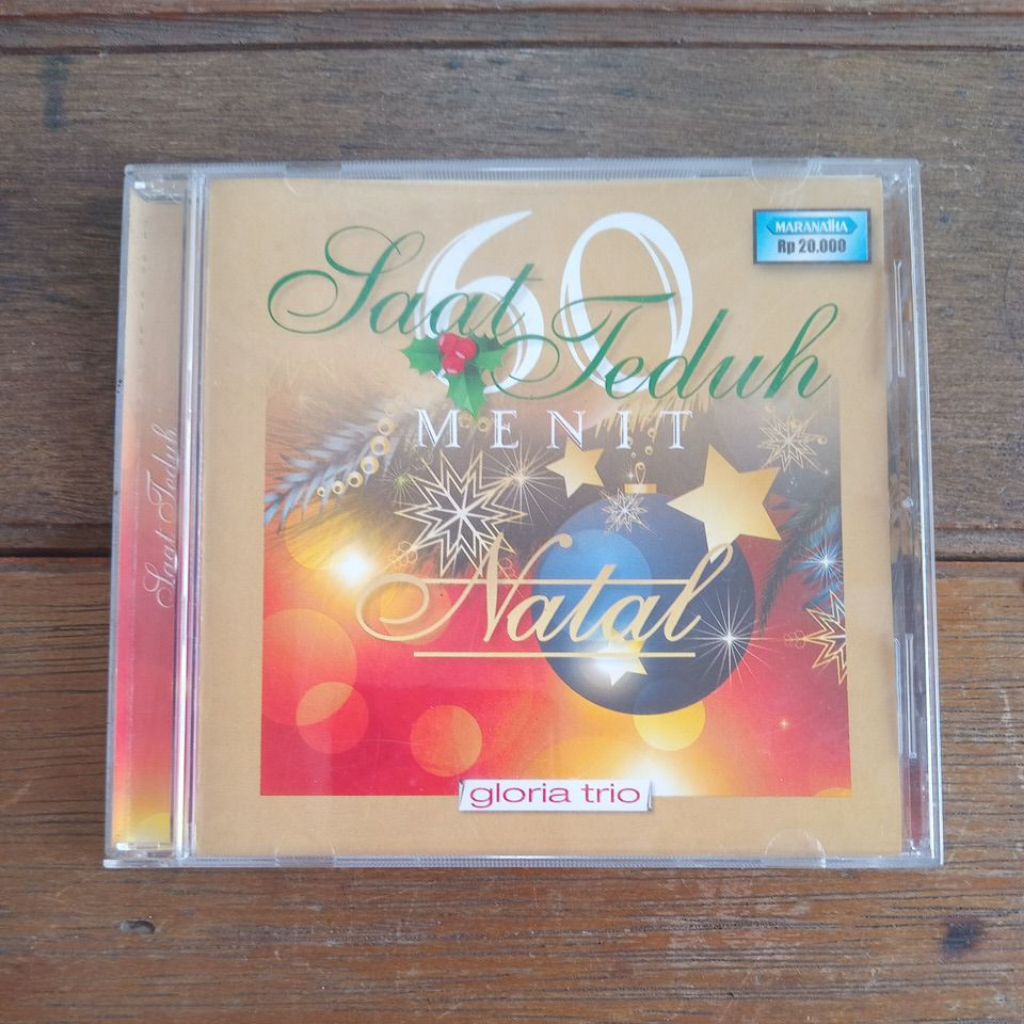 MARANATHA
Rp 20.000
60
Saat Teduh
MENIT
Natal
gloria trio
Saat Teduh